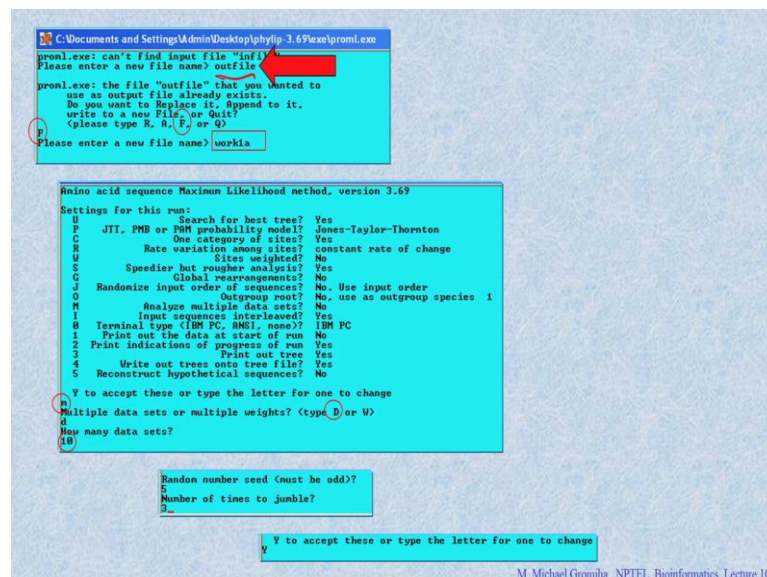 C:\Documents and Settings\Admin\Desktop\phylip-3.69\exe\proml.exe
proml.exe: can't find input file "infil
Please enter a new file name> outfile
proml.exe: the file "outfile" that you wanted to
use as output file already exists.
Do you want to Replace it, Append to it,
write to a new File, or Quit?
(please type R, A, F, or Q)
F
Please enter a new file name> work1a
Amino acid sequence Maximum Likelihood method, version 3.69
Settings for this run:
U Search for best tree? Yes
P JTT, PMB or PAM probability model? Jones-Taylor-Thornton
C One category of sites? Yes
R Rate variation among sites? constant rate of change
W Sites weighted? No
S Speedier but rougher analysis? Yes
G Global rearrangements? No
J Randomize input order of sequences? No. Use input order
O Outgroup root? No, use as outgroup species 1
M Analyze multiple data sets? No
I Input sequences interleaved? Yes
0 Terminal type (IBM PC, ANSI, none)? IBM PC
1 Print out the data at start of run No
2 Print indications of progress of run Yes
3 Print out tree Yes
4 Write out trees onto tree file? Yes
5 Reconstruct hypothetical sequences? No
Y to accept these or type the letter for one to change
m
Multiple data sets or multiple weights? (type D or W)
d
How many data sets?
10
Random number seed (must be odd)?
5
Number of times to jumble?
3_
Y to accept these or type the letter for one to change
Y
M. Michael Gromiha, NPTEL, Bioinformatics, Lecture 10